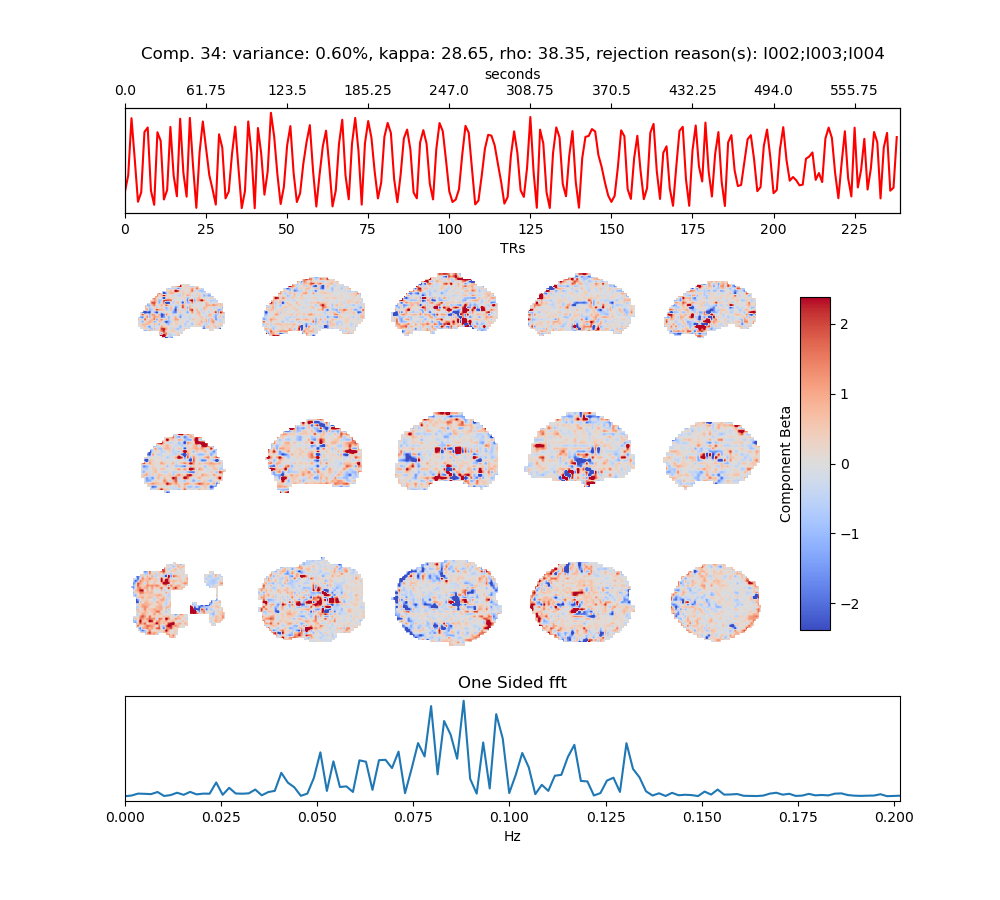 Comp. 34: variance: 0.60%, kappa: 28.65, rho: 38.35, rejection reason(s): I002;I003;I004
seconds
0.0 61.75 123.5 185.25 247.0 308.75 370.5 432.25 494.0 555.75
0 25 50 75 100 125 150 175 200 225
TRs
2
1
0
−1
−2
Component Beta
One Sided fft
0.000 0.025 0.050 0.075 0.100 0.125 0.150 0.175 0.200
Hz